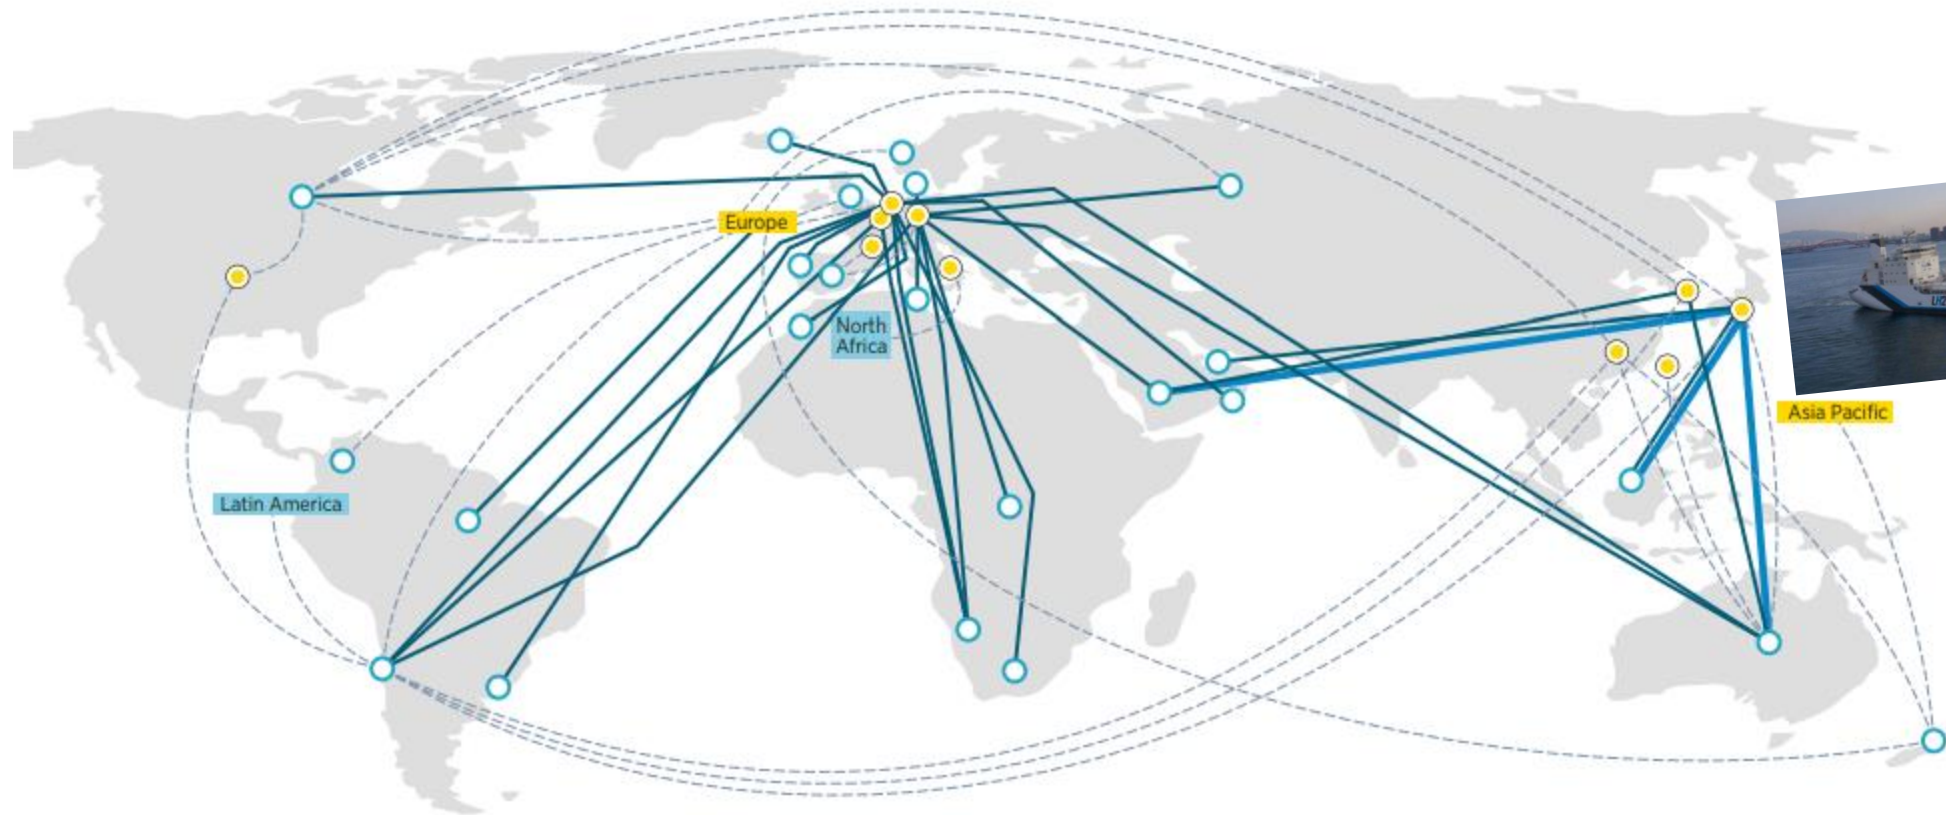 Europe
North
Africa
Asia Pacific
Latin America